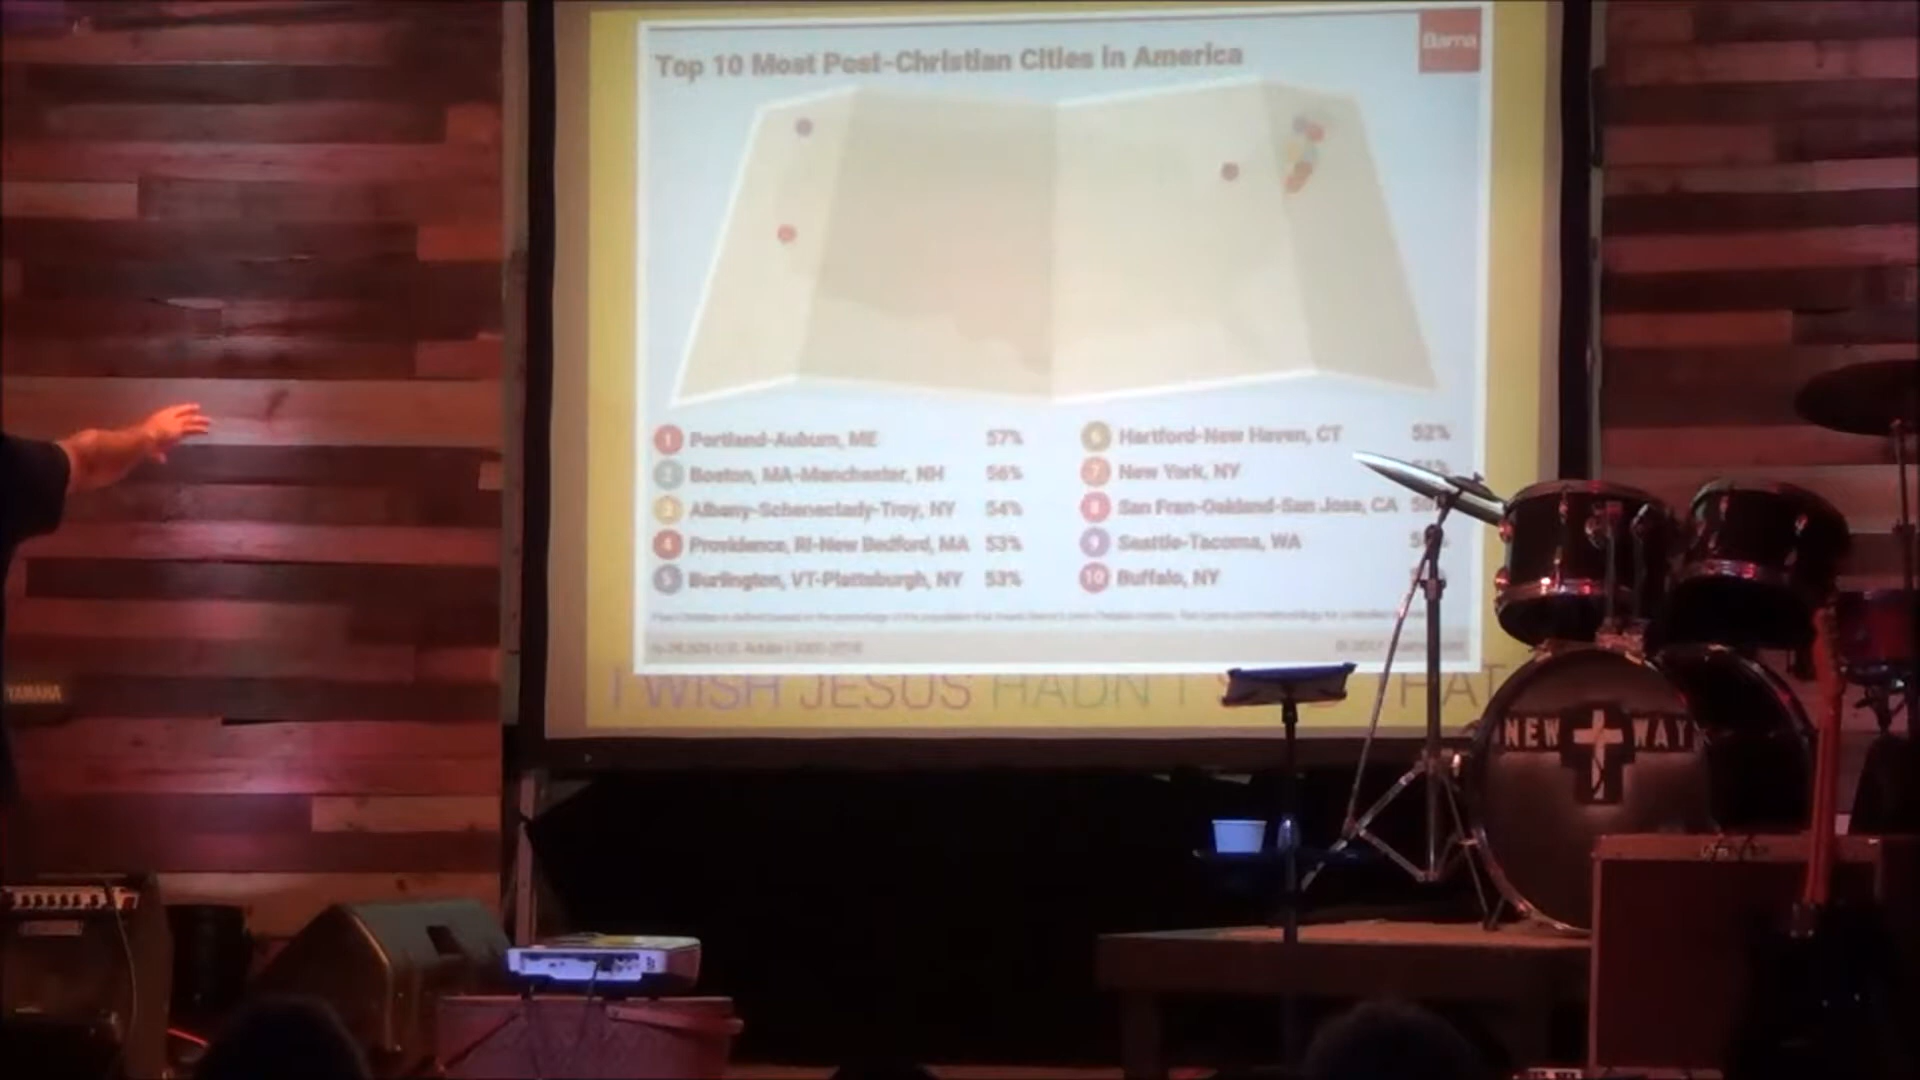 Barna
Top 10 Most Post-Christian Cities in America
1 Portland-Auburn, ME 57%
2 Boston, MA-Manchester, NH 56%
3 Albany-Schenectady-Troy, NY 54%
4 Providence, RI-New Bedford, MA 53%
5 Burlington, VT-Plattsburgh, NY 53%
6 Hartford-New Haven, CT 52%
7 New York, NY
8 San Fran-Oakland-San Jose, CA
9 Seattle-Tacoma, WA
10 Buffalo, NY
I WISH JESUS HADN'T
YAMAHA
NEW WAY